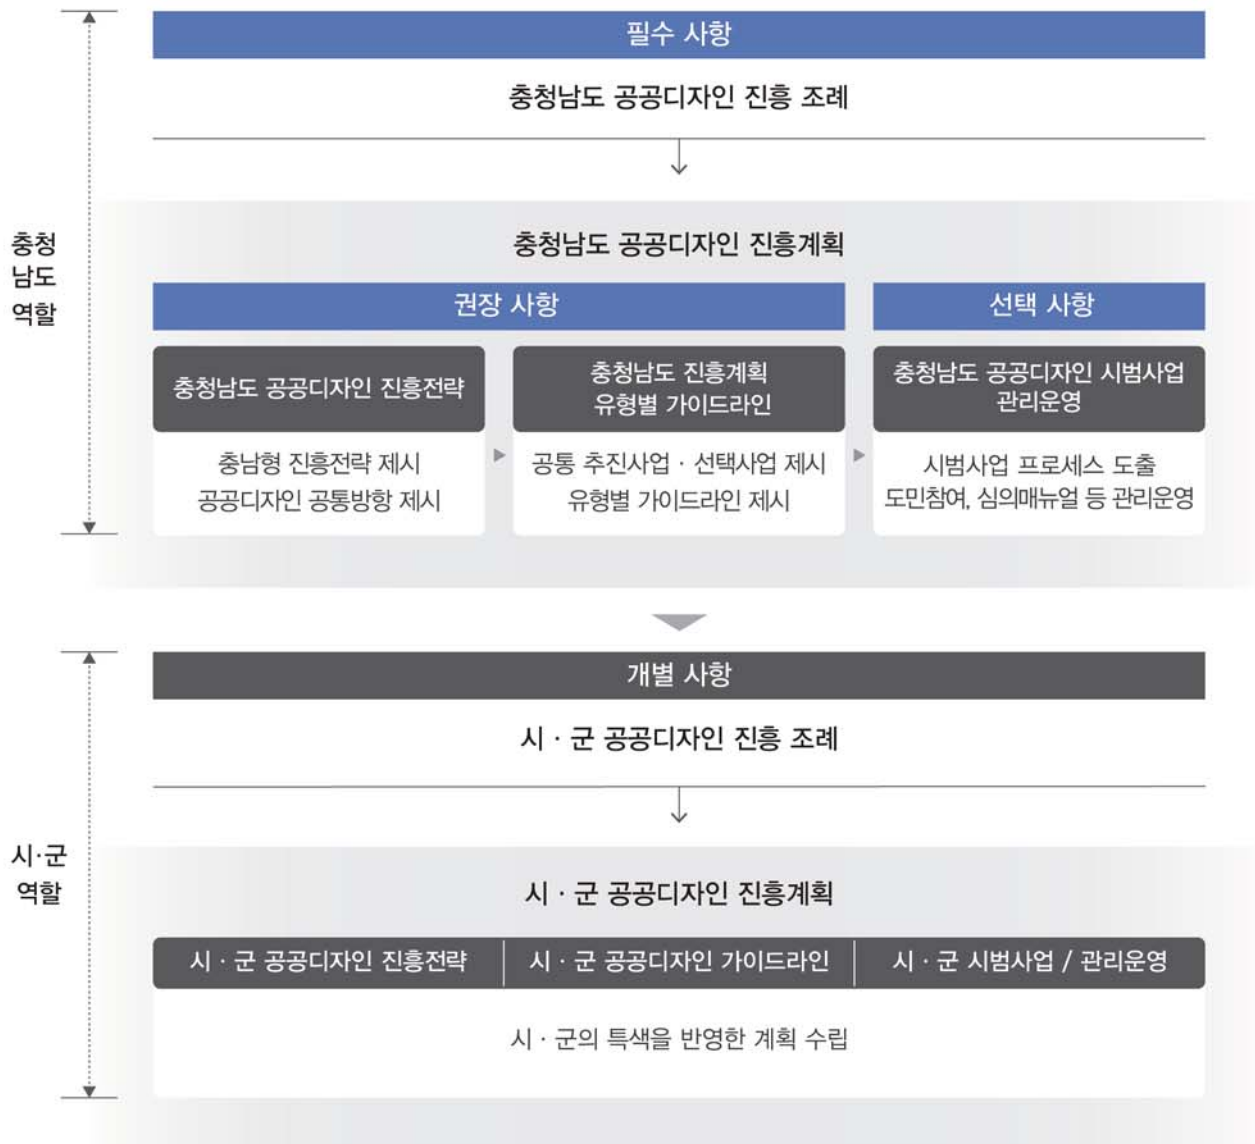 필수 사항
충청남도 공공디자인 진흥 조례
충청
남도
역할
충청남도 공공디자인 진흥계획
권장 사항
선택 사항
충청남도 공공디자인 진흥전략
충남형 진흥전략 제시
공공디자인 공통방항 제시
충청남도 진흥계획
유형별 가이드라인
공통 추진사업 · 선택사업 제시
유형별 가이드라인 제시
충청남도 공공디자인 시범사업
관리운영
시범사업 프로세스 도출
도민참여, 심의매뉴얼 등 관리운영
개별 사항
시 · 군 공공디자인 진흥 조례
시·군
역할
시 · 군 공공디자인 진흥계획
시 · 군 공공디자인 진흥전략
시 · 군 공공디자인 가이드라인
시 · 군 시범사업 / 관리운영
시 · 군의 특색을 반영한 계획 수립